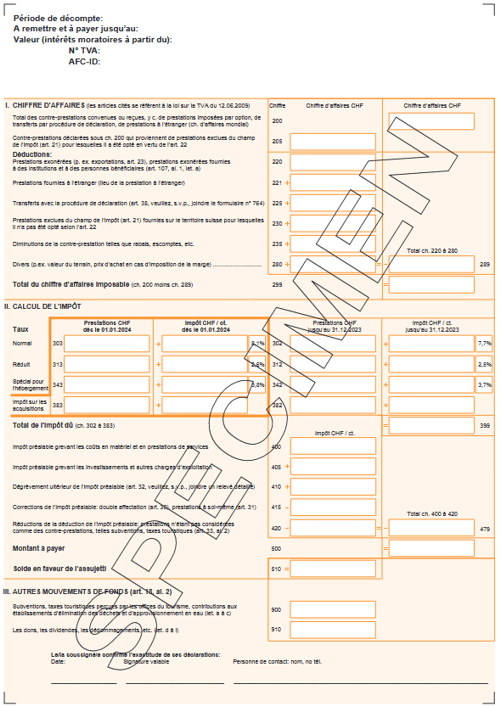 Période de décompte:
A remettre et à payer jusqu'au:
Valeur (intérêts moratoires à partir du):
N° TVA:
AFC-ID:
I. CHIFFRE D'AFFAIRES (les articles cités se réfèrent à la loi sur la TVA du 12.06.2009) Chiffre Chiffre d'affaires CHF Chiffre d'affaires CHF
Total des contre-prestations convenues ou reçues, y c. de prestations imposées par option, de
transferts par procédure de déclaration, de prestations à l'étranger (ch. d'affaires mondial) 200
Contre-prestations déclarées sous ch. 200 qui proviennent de prestations exclues du champ
de l'impôt (art. 21) pour lesquelles il a été opté en vertu de l'art. 22 205
Déductions:
Prestations exonérées (p. ex. exportations, art. 23), prestations exonérées fournies
à des institutions et à des personnes bénéficiaires (art. 107, al. 1, let. a) 220
Prestations fournies à l'étranger (lieu de la prestation à l'étranger) 221 +
Transferts avec la procédure de déclaration (art. 38, veuillez, s.v.p., joindre le formulaire n° 764) 225 +
Prestations exclues du champ de l'impôt (art. 21) fournies sur le territoire suisse pour lesquelles
il n'a pas été opté selon l'art. 22 230 +
Diminutions de la contre-prestation telles que rabais, escomptes, etc. 235 +
Total ch. 220 à 280
Divers (p.ex. valeur du terrain, prix d'achat en cas d'imposition de la marge) 280 + = - 289
Total du chiffre d'affaires imposable (ch. 200 moins ch. 289) 299 =
II. CALCUL DE L'IMPÔT
Taux Prestations CHF dès le 01.01.2024 Impôt CHF / ct. dès le 01.01.2024 Prestations CHF jusqu'au 31.12.2023 Impôt CHF / ct. jusqu'au 31.12.2023
Normal 303 + 8,1% 302 + 7,7%
Réduit 313 + 2,6% 312 + 2,5%
Spécial pour
l'hébergement 343 + 3,8% 342 + 3,7%
Impôt sur les
acquisitions 383 + 382 +
Total de l'impôt dû (ch. 302 à 383) = 399
Impôt CHF / ct.
Impôt préalable grevant les coûts en matériel et en prestations de services 400
Impôt préalable grevant les investissements et autres charges d'exploitation 405 +
Dégrèvement ultérieur de l'impôt préalable (art. 32, veuillez, s.v.p., joindre un relevé détaillé) 410 +
Corrections de l'impôt préalable: double affectation (art. 30), prestations à soi-même (art. 31) 415 -
Total ch. 400 à 420
Réductions de la déduction de l'impôt préalable: prestations n'étant pas considérées
comme des contre-prestations, telles subventions, taxes touristiques (art. 33, al. 2) 420 - = - 479
Montant à payer 500 =
Solde en faveur de l'assujetti 510 =
III. AUTRES MOUVEMENTS DE FONDS (art. 18, al. 2)
Subventions, taxes touristiques perçues par les offices du tourisme, contributions aux
établissements d'élimination des déchets et d'approvisionnement en eau (let. a à c) 900
Les dons, les dividendes, les dédommagements, etc. (let. d à l) 910
Le/la soussigné/e confirme l'exactitude de ses déclarations:
Date: Signature valable Personne de contact: nom, no tél.
SPECIMEN